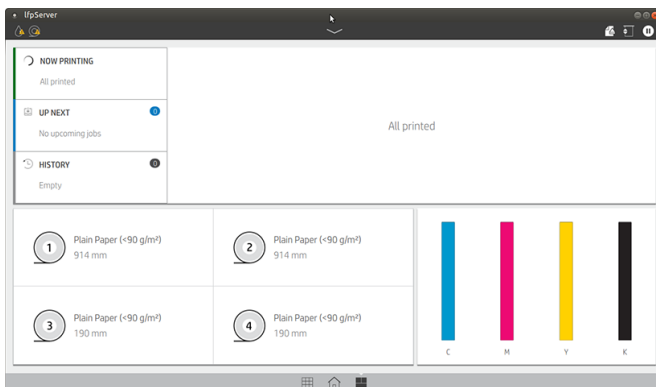 lfpServer
NOW PRINTING
All printed
UP NEXT
0
No upcoming jobs
HISTORY
0
Empty
All printed
1
Plain Paper (<90 g/m²)
914 mm
2
Plain Paper (<90 g/m²)
914 mm
3
Plain Paper (<90 g/m²)
190 mm
4
Plain Paper (<90 g/m²)
190 mm
C M Y K